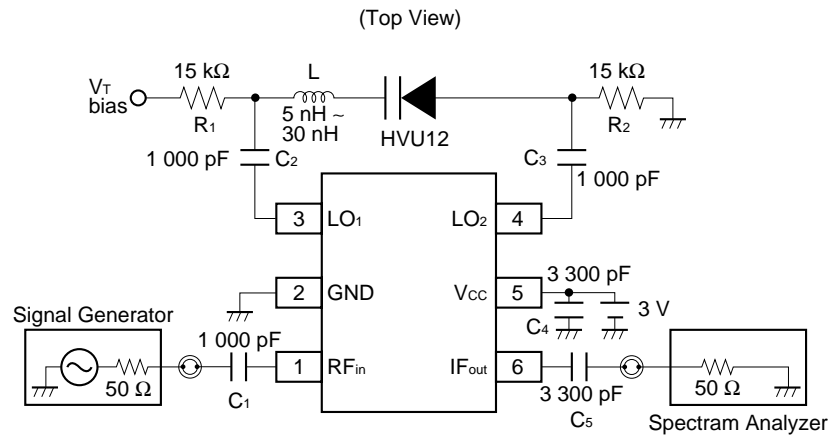 (Top View)
15 kΩ
L
15 kΩ
VT
bias
R1
5 nH ~
30 nH
HVU12
R2
1 000 pF
C2
C3
1 000 pF
3
LO1
LO2
4
3 300 pF
2
GND
VCC
5
3 V
Signal Generator
1 000 pF
C4
1
RFin
IFout
6
50 Ω
C1
3 300 pF
C5
50 Ω
Spectram Analyzer